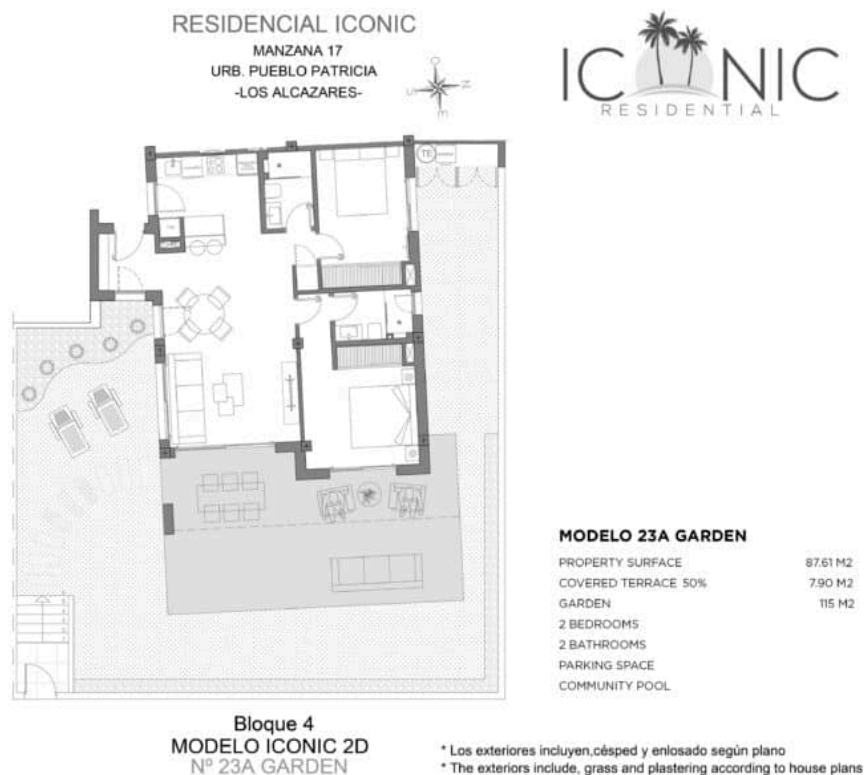 RESIDENCIAL ICONIC
MANZANA 17
URB. PUEBLO PATRICIA
-LOS ALCAZARES-
O
N
S
E
ICONIC
RESIDENTIAL
TE
MODELO 23A GARDEN
PROPERTY SURFACE 87.61 M2
COVERED TERRACE 50% 7.90 M2
GARDEN 115 M2
2 BEDROOMS
2 BATHROOMS
PARKING SPACE
COMMUNITY POOL
Bloque 4
MODELO ICONIC 2D
Nº 23A GARDEN
* Los exteriores incluyen,césped y enlosado según plano
* The exteriors include, grass and plastering according to house plans